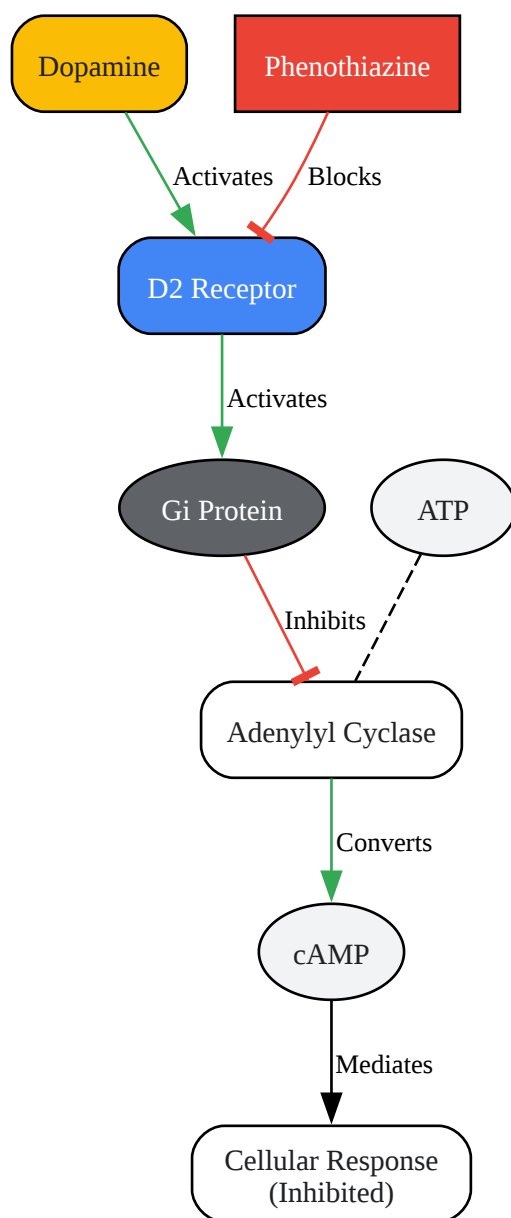 Dopamine
Phenothiazine
Activates
Blocks
D2 Receptor
Activates
Gi Protein
ATP
Inhibits
Adenylyl Cyclase
Converts
cAMP
Mediates
Cellular Response
(Inhibited)